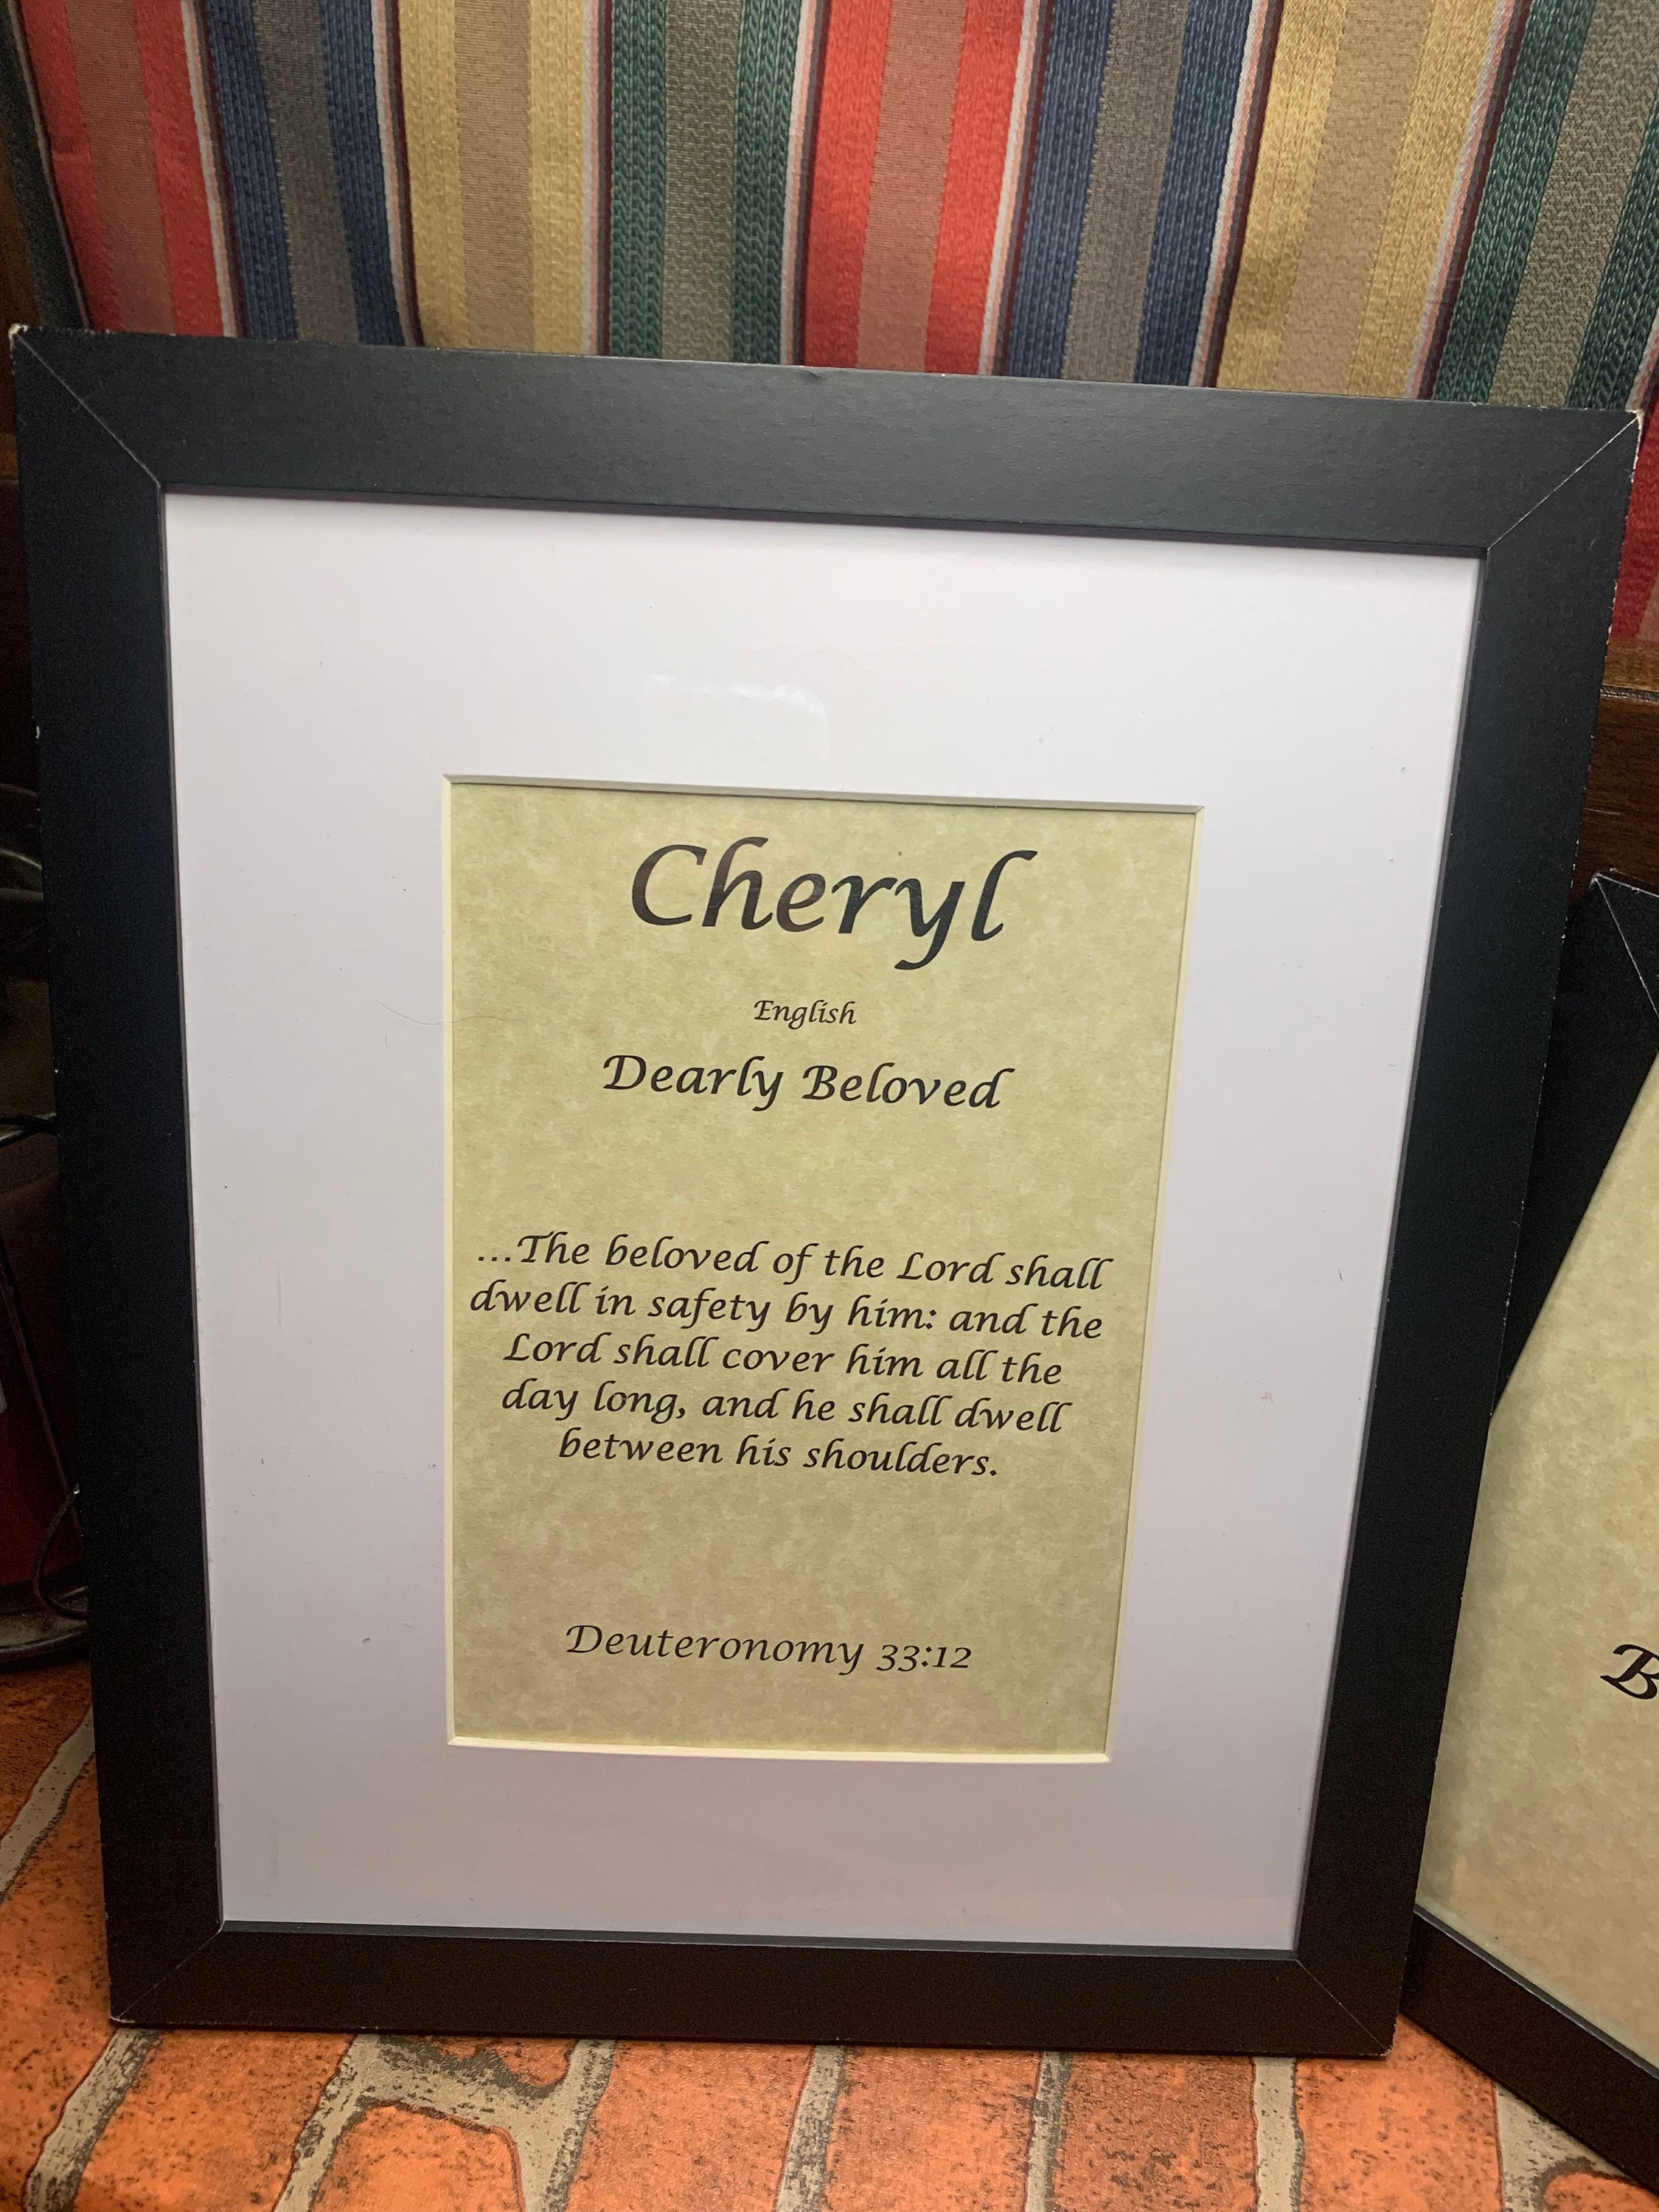 Cheryl
English
Dearly Beloved
...The beloved of the Lord shall
dwell in safety by him: and the
Lord shall cover him all the
day long, and he shall dwell
between his shoulders.
Deuteronomy 33:12